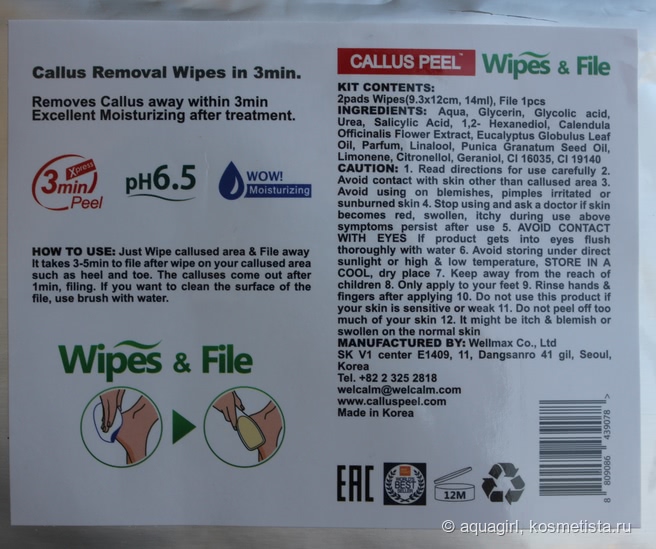 Callus Removal Wipes in 3min.
Removes Callus away within 3min
Excellent Moisturizing after treatment.
3min Xpress
Peel
pH6.5
WOW!
Moisturizing
HOW TO USE: Just Wipe callused area & File away
It takes 3-5min to file after wipe on your callused area
such as heel and toe. The calluses come out after
1min, filing. If you want to clean the surface of the
file, use brush with water.
Wipes & File
CALLUS PEEL™ Wipes & File
KIT CONTENTS:
2pads Wipes(9.3x12cm, 14ml), File 1pcs
INGREDIENTS: Aqua, Glycerin, Glycolic acid,
Urea, Salicylic Acid, 1,2- Hexanediol, Calendula
Officinalis Flower Extract, Eucalyptus Globulus Leaf
Oil, Parfum, Linalool, Punica Granatum Seed Oil,
Limonene, Citronellol, Geraniol, CI 16035, CI 19140
CAUTION: 1. Read directions for use carefully 2.
Avoid contact with skin other than callused area 3.
Avoid using on blemishes, pimples irritated or
sunburned skin 4. Stop using and ask a doctor if skin
becomes red, swollen, itchy during use above
symptoms persist after use 5. AVOID CONTACT
WITH EYES If product gets into eyes flush
thoroughly with water 6. Avoid storing under direct
sunlight or high & low temperature, STORE IN A
COOL, dry place 7. Keep away from the reach of
children 8. Only apply to your feet 9. Rinse hands &
fingers after applying 10. Do not use this product if
your skin is sensitive or weak 11. Do not peel off too
much of your skin 12. It might be itch & blemish or
swollen on the normal skin
MANUFACTURED BY: Wellmax Co., Ltd
SK V1 center E1409, 11, Dangsanro 41 gil, Seoul,
Korea
Tel. +82 2 325 2818
welcalm@welcalm.com
www.calluspeel.com
Made in Korea
EAC
BEST
12M
8 809086 439078 >
© aquagirl, kosmetista.ru